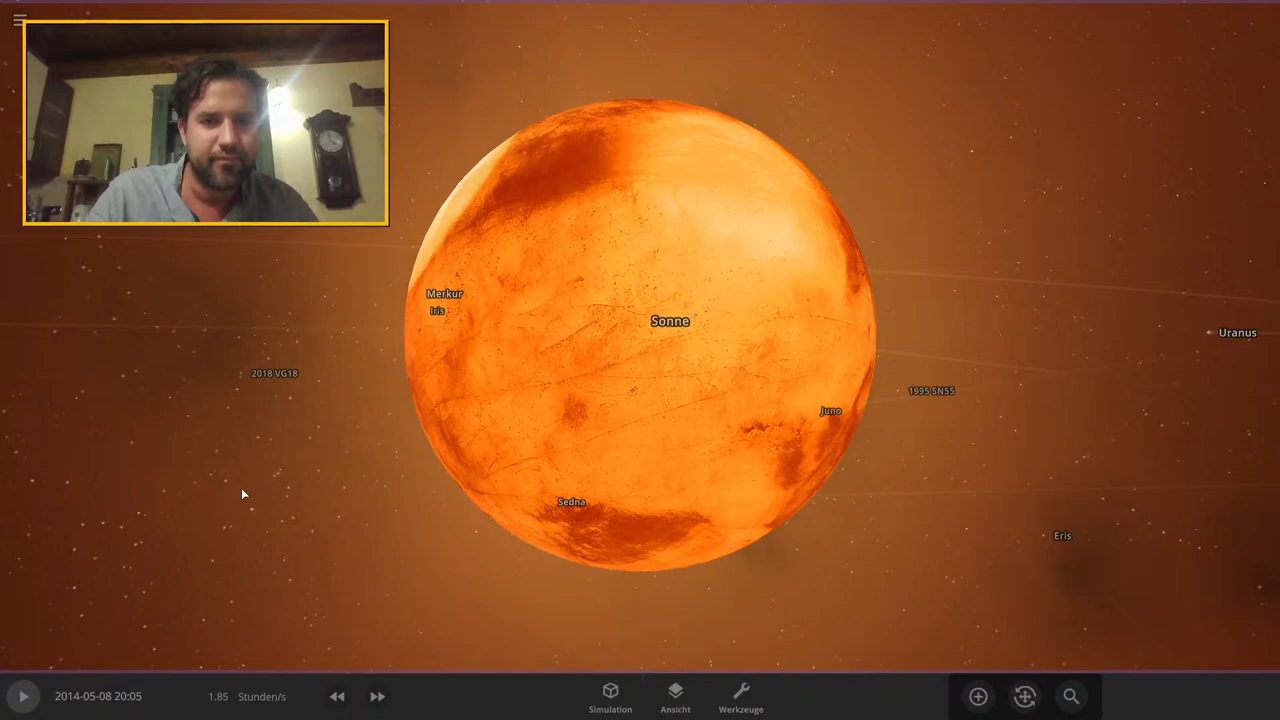 Merkur
Iris
Sonne
Uranus
2018 VG18
1995 SN55
Juno
Sedna
Eris
2014-05-08 20:05
1.85 Stunden/s
Simulation
Ansicht
Werkzeuge